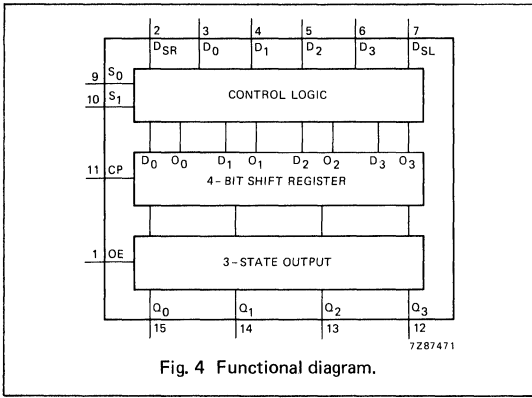 2 3 4 5 6 7
DSR D0 D1 D2 D3 DSL
9 S0
10 S1
CONTROL LOGIC
D0 O0 D1 O1 D2 O2 D3 O3
11 CP
4-BIT SHIFT REGISTER
1 OE
3-STATE OUTPUT
Q0 Q1 Q2 Q3
15 14 13 12
7Z87471
Fig. 4 Functional diagram.